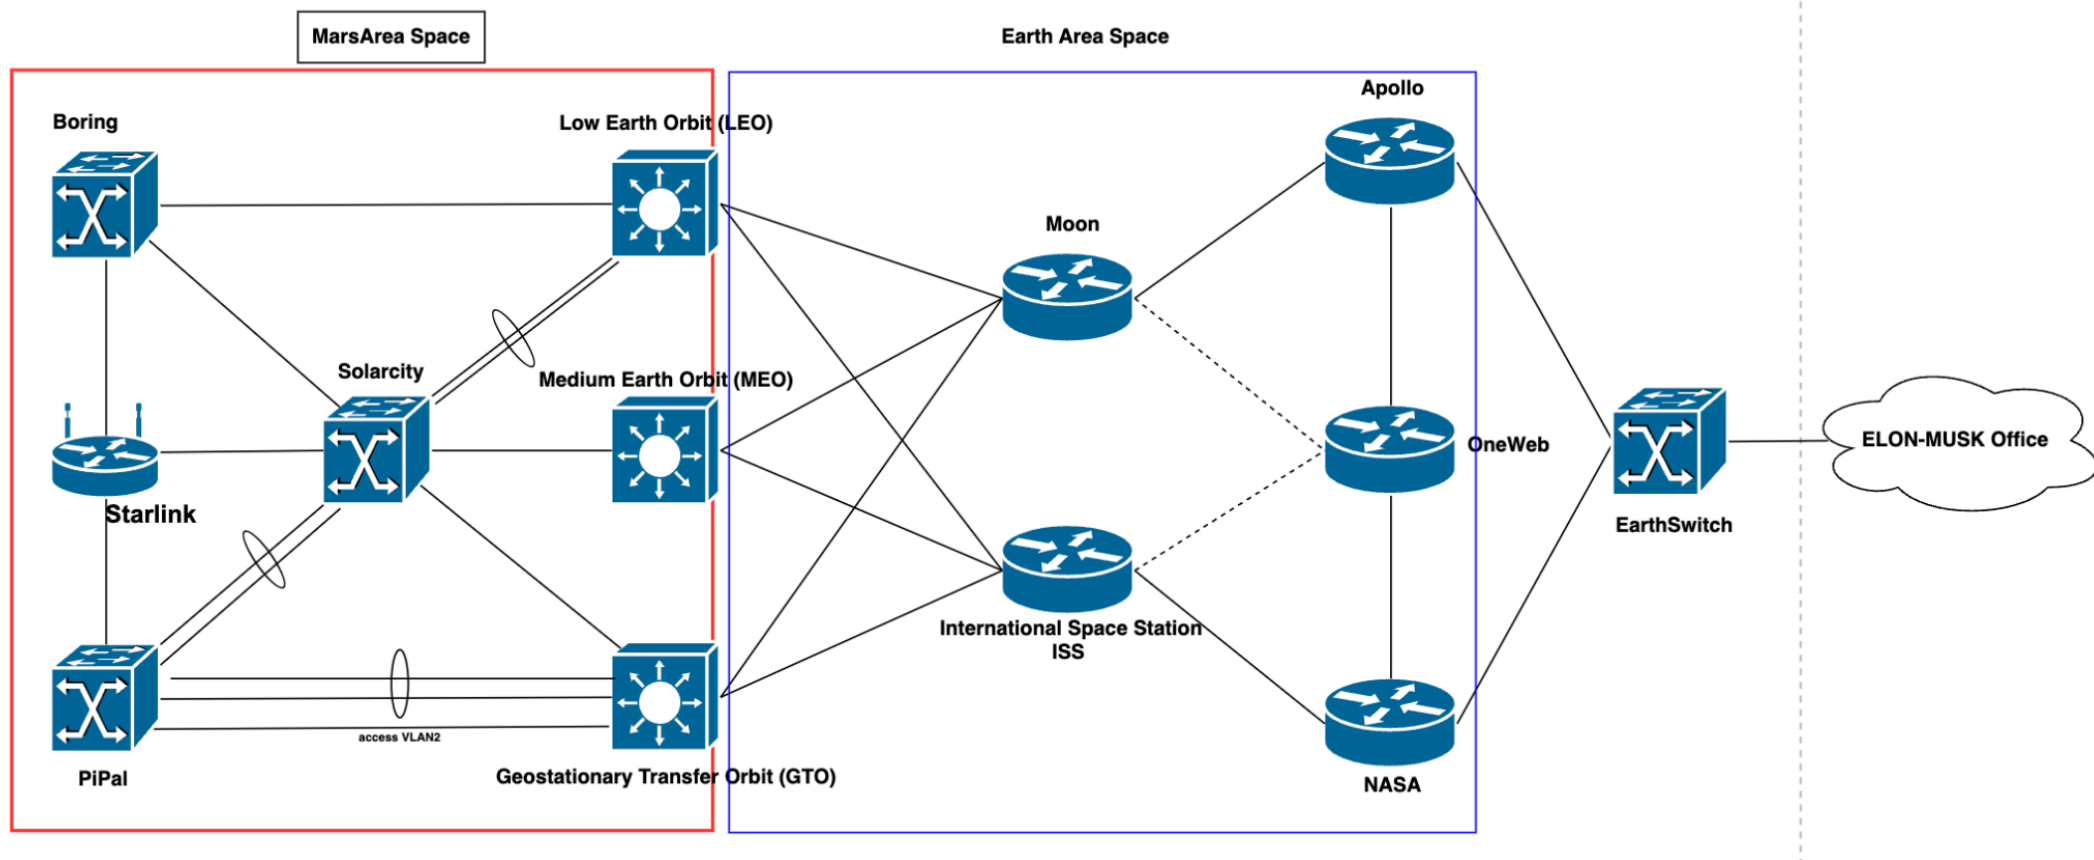 MarsArea Space
Earth Area Space
Apollo
Boring
Low Earth Orbit (LEO)
Moon
Solarcity
Medium Earth Orbit (MEO)
OneWeb
ELON-MUSK Office
Starlink
EarthSwitch
International Space Station
ISS
access VLAN2
PiPal
Geostationary Transfer Orbit (GTO)
NASA